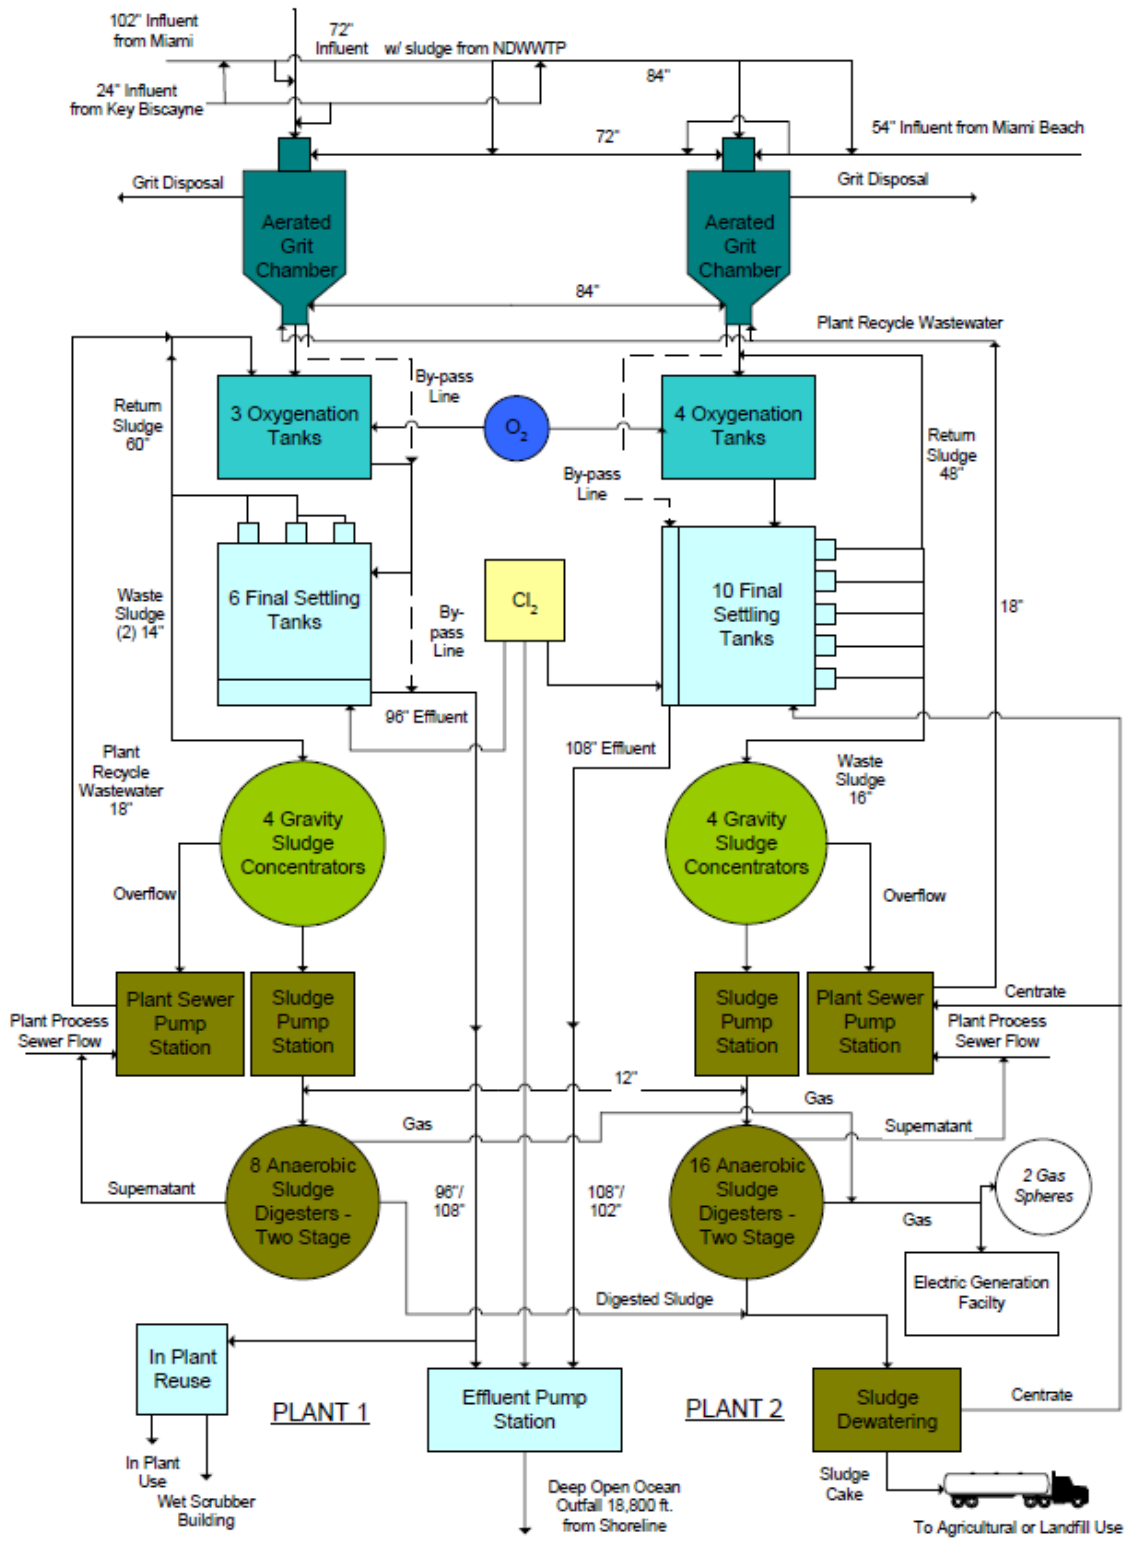 102" Influent
from Miami
72"
Influent w/ sludge from NDWWTP
84"
24" Influent
from Key Biscayne
72"
54" Influent from Miami Beach
Grit Disposal
Grit Disposal
Aerated
Grit
Chamber
Aerated
Grit
Chamber
84"
Plant Recycle Wastewater
By-pass
Line
3 Oxygenation
Tanks
O2
4 Oxygenation
Tanks
Return
Sludge
60"
Return
Sludge
48"
By-pass
Line
Waste
Sludge
(2) 14"
6 Final Settling
Tanks
By-
pass
Line
Cl2
10 Final
Settling
Tanks
18"
96" Effluent
108" Effluent
Plant
Recycle
Wastewater
18"
Waste
Sludge
16"
4 Gravity
Sludge
Concentrators
4 Gravity
Sludge
Concentrators
Overflow
Overflow
Plant Sewer
Pump
Station
Sludge
Pump
Station
Sludge
Pump
Station
Plant Sewer
Pump
Station
Centrate
Plant Process
Sewer Flow
Plant Process
Sewer Flow
12"
Gas
Gas
Supernatant
8 Anaerobic
Sludge
Digesters -
Two Stage
16 Anaerobic
Sludge
Digesters -
Two Stage
2 Gas
Spheres
Supernatant
96"/
108"
108"/
102"
Gas
Electric Generation
Facilty
Digested Sludge
In Plant
Reuse
PLANT 1
Effluent Pump
Station
PLANT 2
Sludge
Dewatering
Centrate
In Plant
Use
Wet Scrubber
Building
Deep Open Ocean
Outfall 18,800 ft.
from Shoreline
Sludge
Cake
To Agricultural or Landfill Use